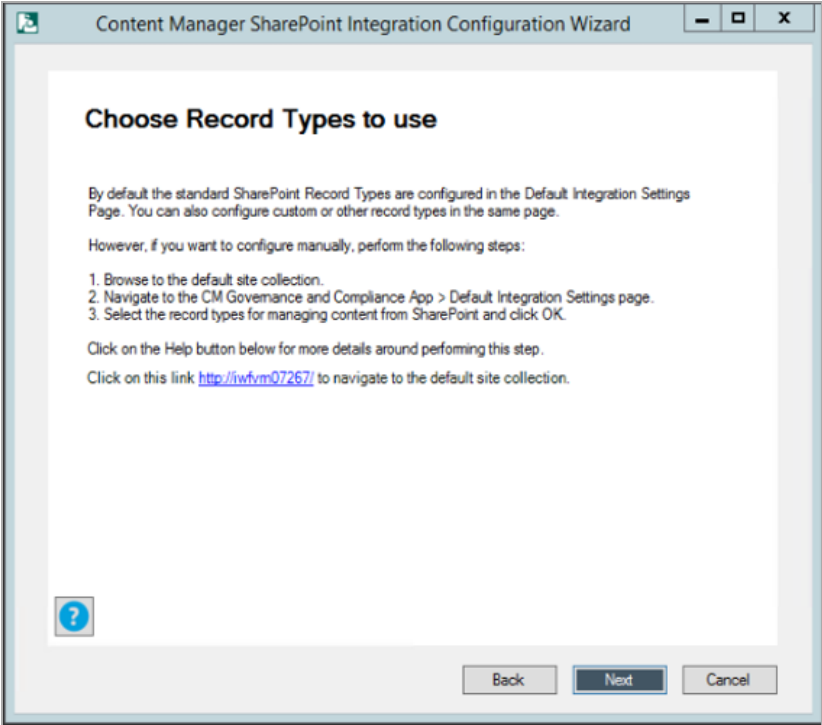 Content Manager SharePoint Integration Configuration Wizard
Choose Record Types to use
By default the standard SharePoint Record Types are configured in the Default Integration Settings
Page. You can also configure custom or other record types in the same page.
However, if you want to configure manually, perform the following steps:
1. Browse to the default site collection.
2. Navigate to the CM Governance and Compliance App > Default Integration Settings page.
3. Select the record types for managing content from SharePoint and click OK.
Click on the Help button below for more details around performing this step.
Click on this link http://iwfvm07267/ to navigate to the default site collection.
?
Back Next Cancel